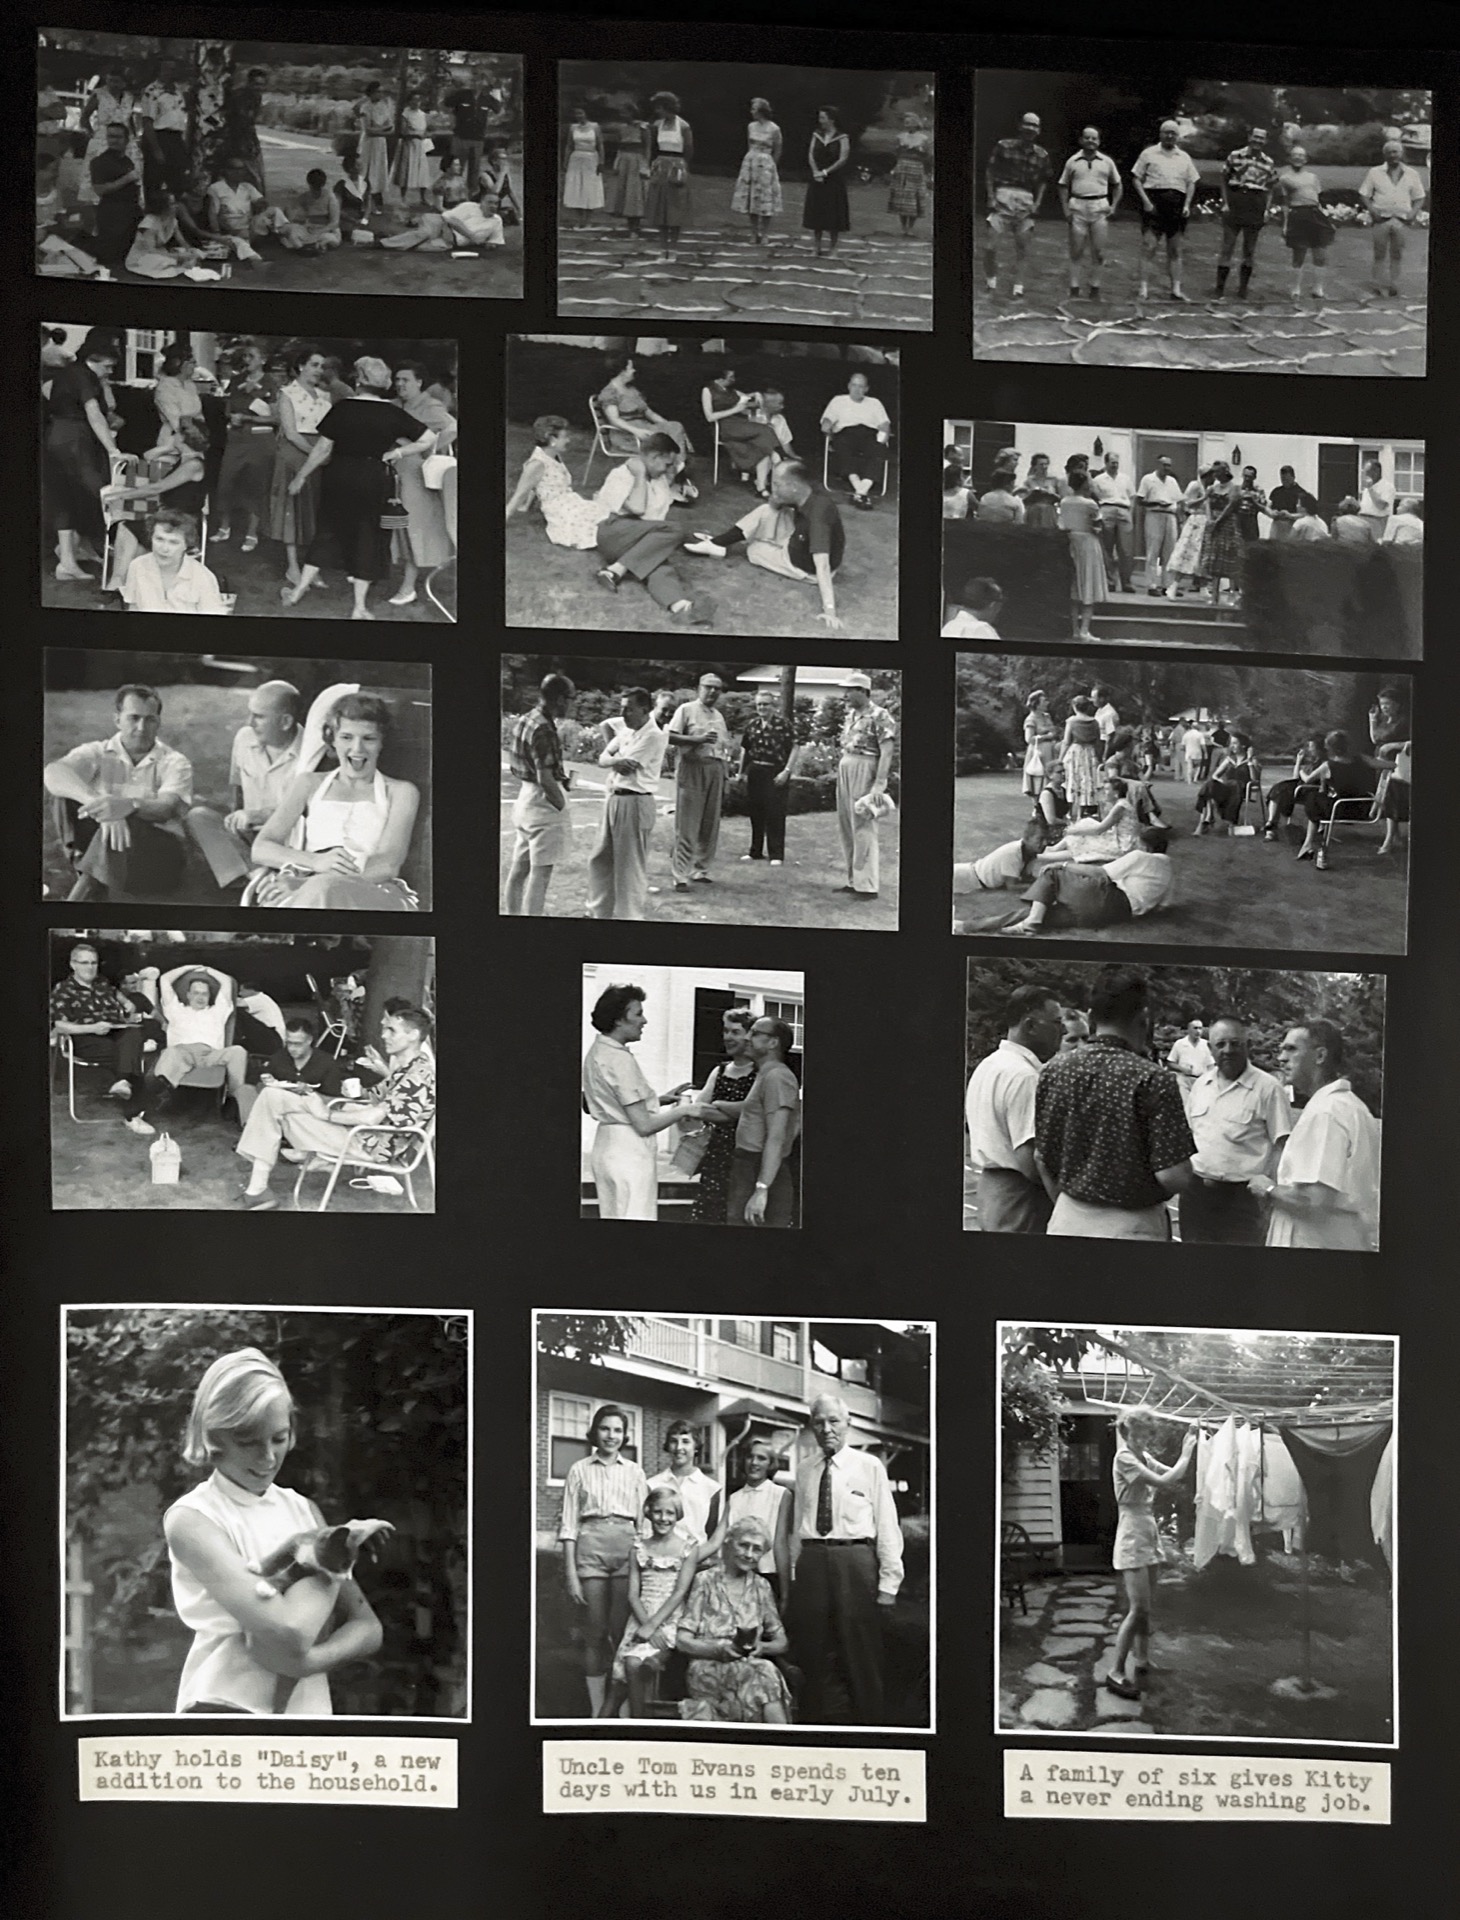 Kathy holds "Daisy", a new
addition to the household.
Uncle Tom Evans spends ten
days with us in early July.
A family of six gives Kitty
a never ending washing job.